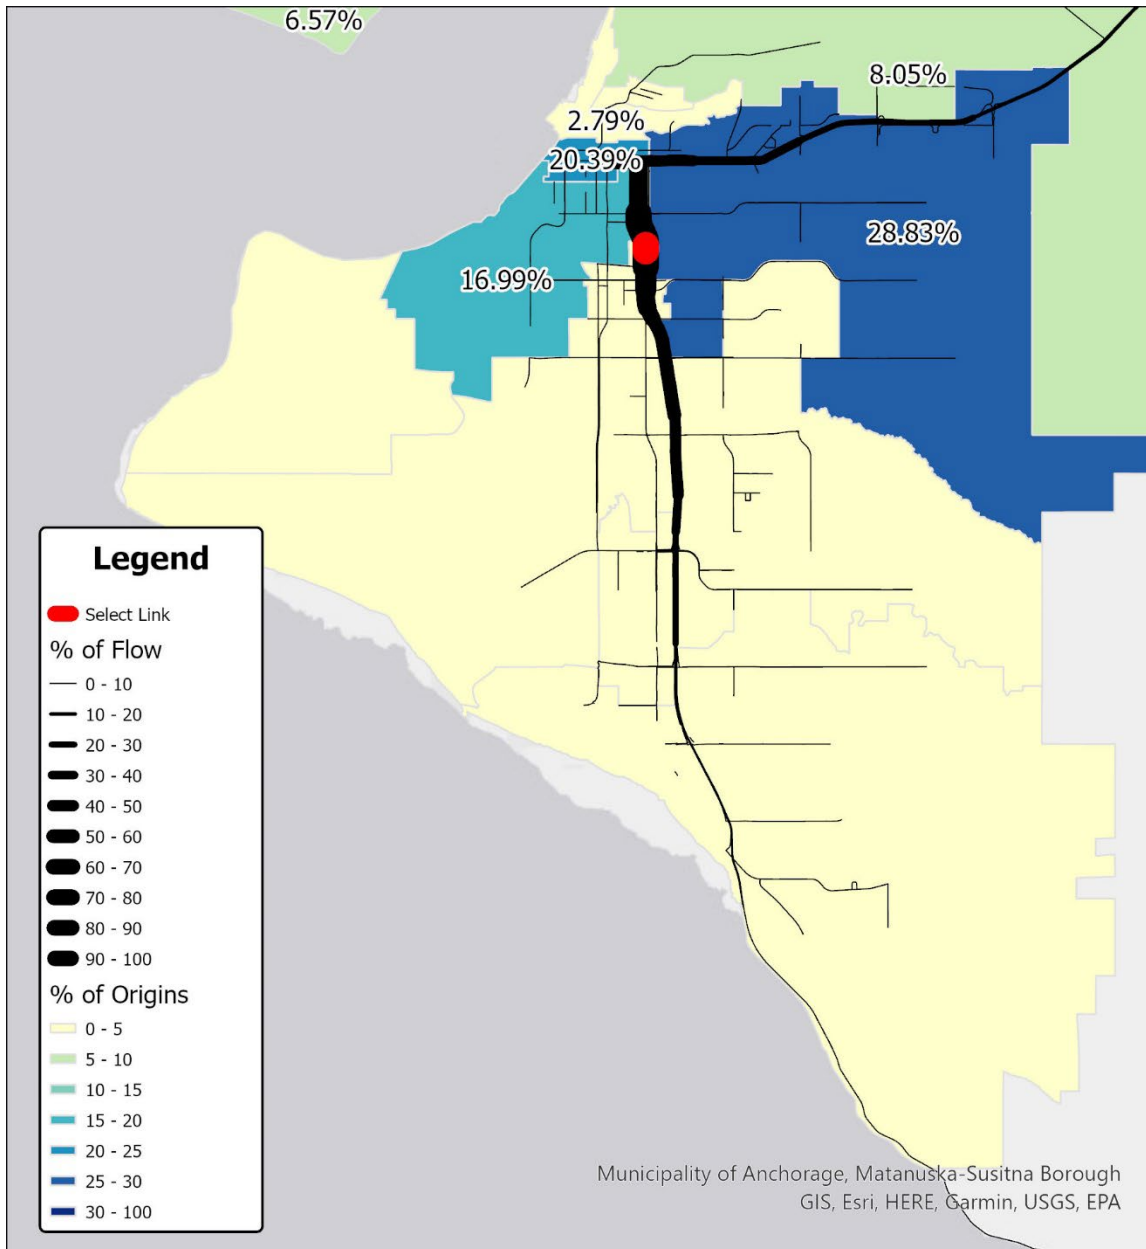 6.57%
8.05%
2.79%
20.39%
28.83%
16.99%
Legend
Select Link
% of Flow
0 - 10
10 - 20
20 - 30
30 - 40
40 - 50
50 - 60
60 - 70
70 - 80
80 - 90
90 - 100
% of Origins
0 - 5
5 - 10
10 - 15
15 - 20
20 - 25
25 - 30
30 - 100
Municipality of Anchorage, Matanuska-Susitna Borough
GIS, Esri, HERE, Garmin, USGS, EPA